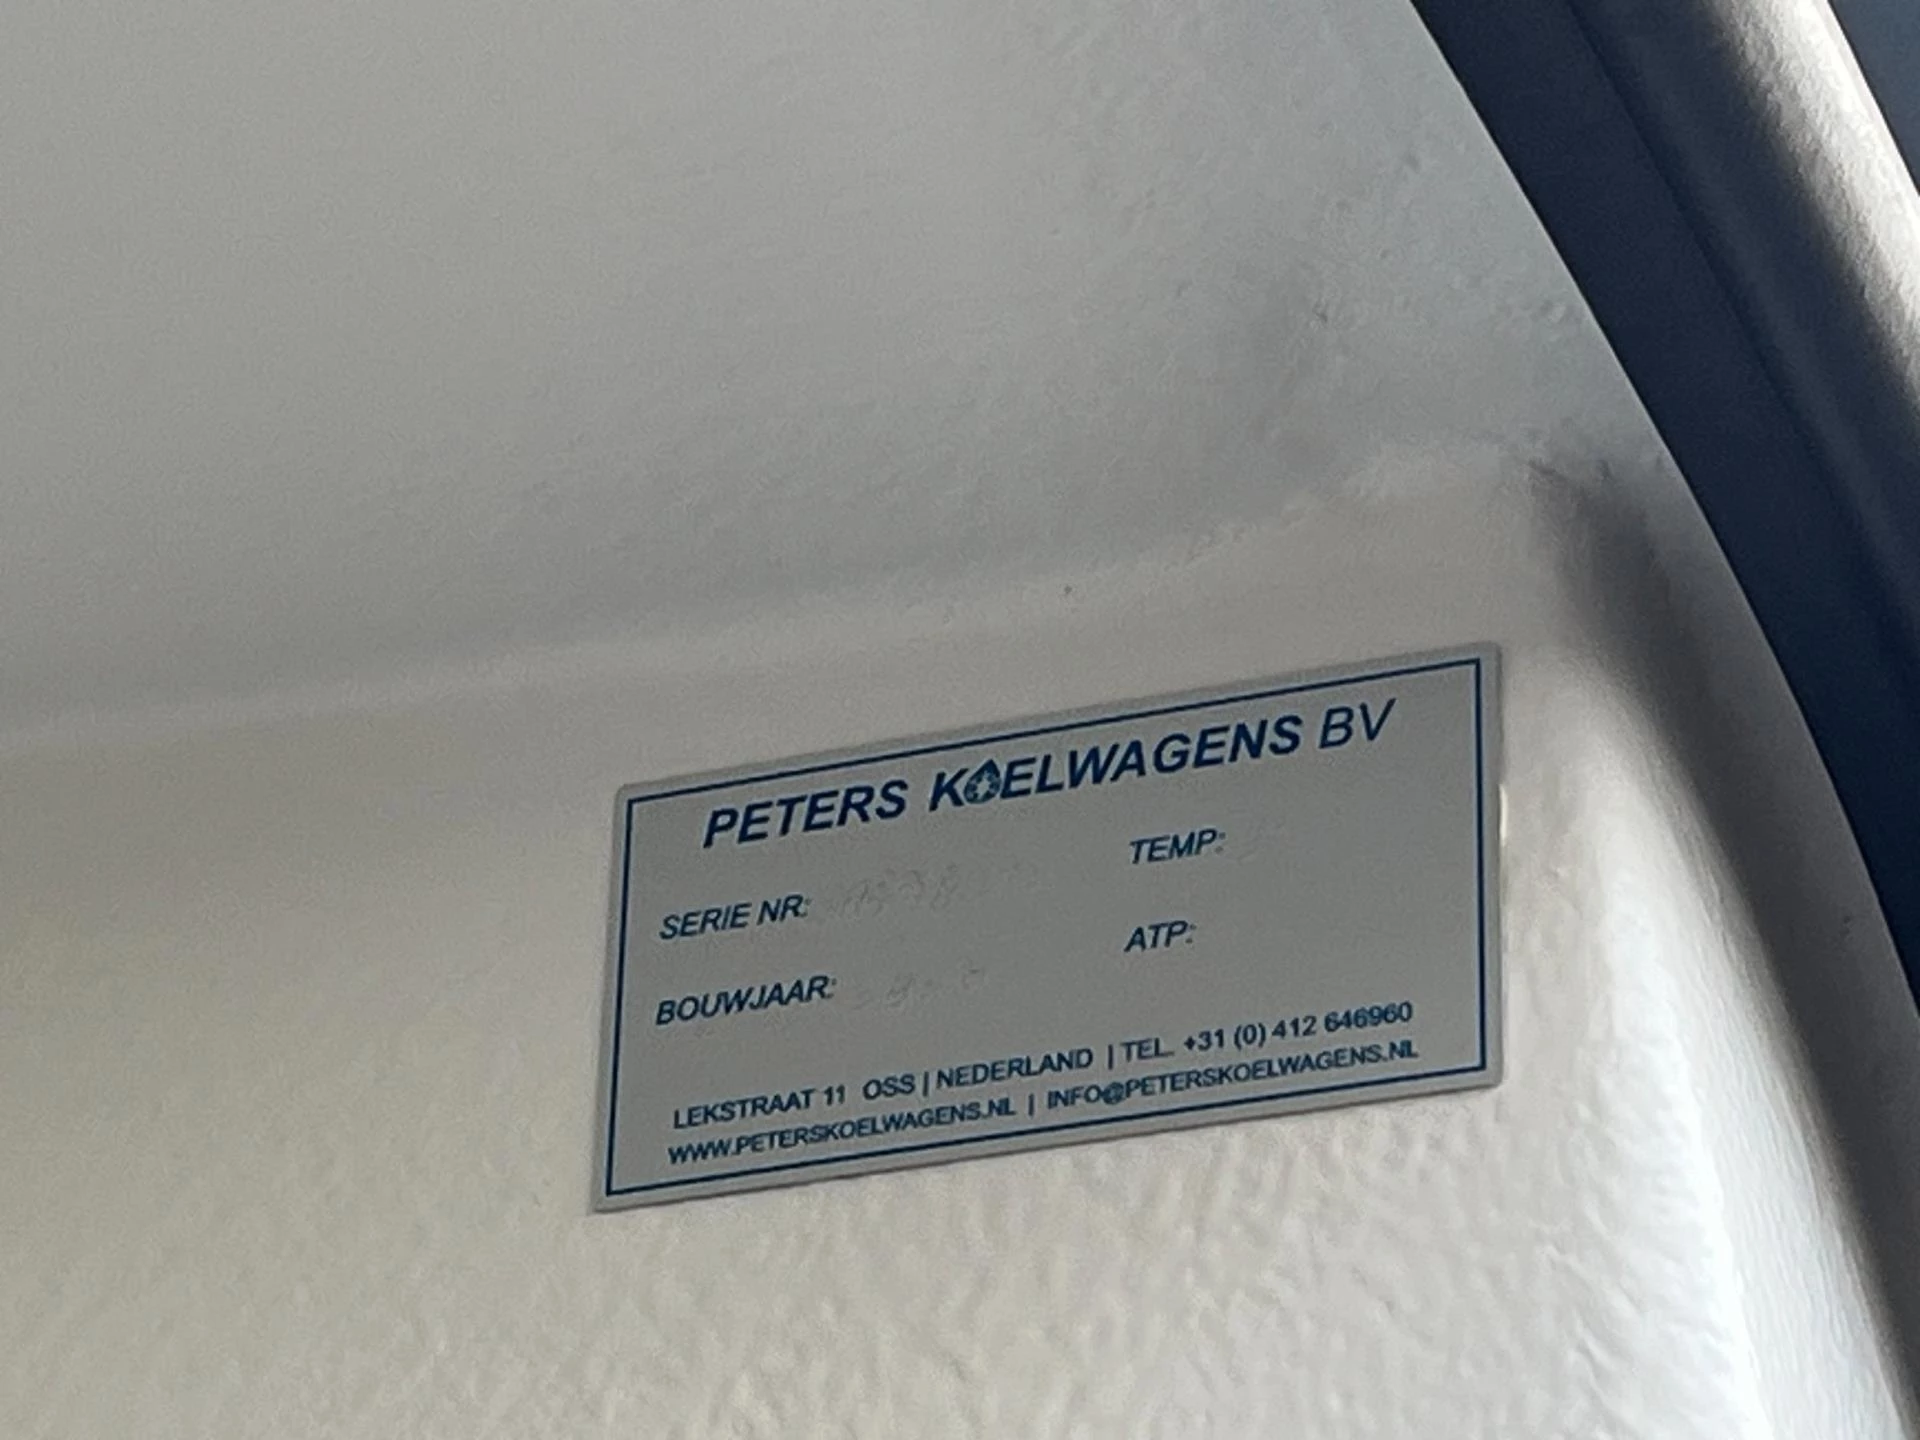 PETERS KOELWAGENS BV
TEMP:
SERIE NR:
ATP:
BOUWJAAR:
LEKSTRAAT 11 OSS | NEDERLAND | TEL. +31 (0) 412 646960
WWW.PETERSKOELWAGENS.NL | INFO@PETERSKOELWAGENS.NL